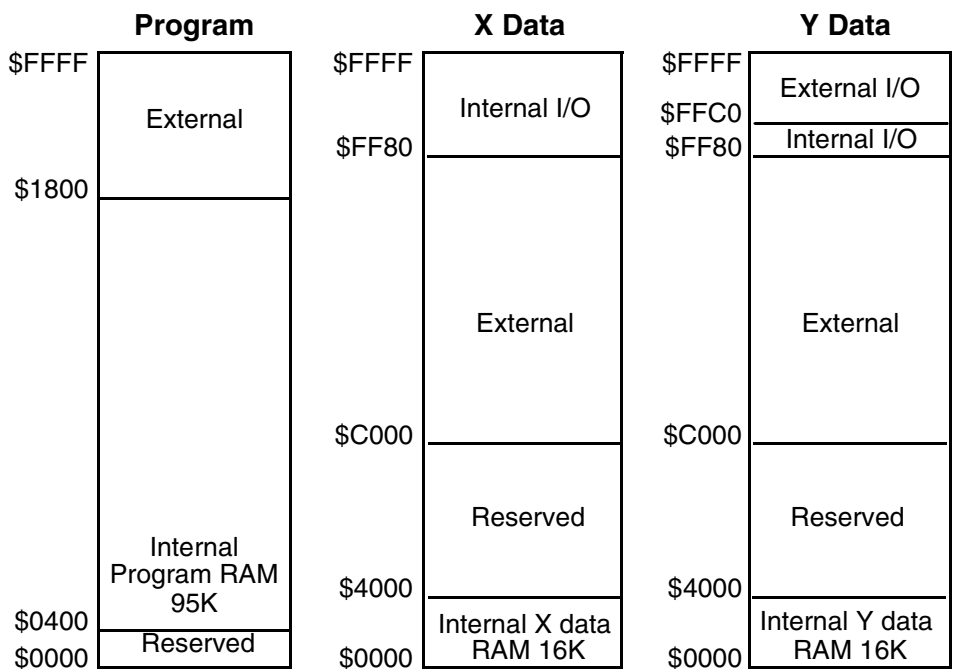 Program
$FFFF
External
$1800
Internal
Program RAM
95K
$0400
Reserved
$0000
X Data
$FFFF
Internal I/O
$FF80
External
$C000
Reserved
$4000
Internal X data
RAM 16K
$0000
Y Data
$FFFF
External I/O
$FFC0
Internal I/O
$FF80
External
$C000
Reserved
$4000
Internal Y data
RAM 16K
$0000